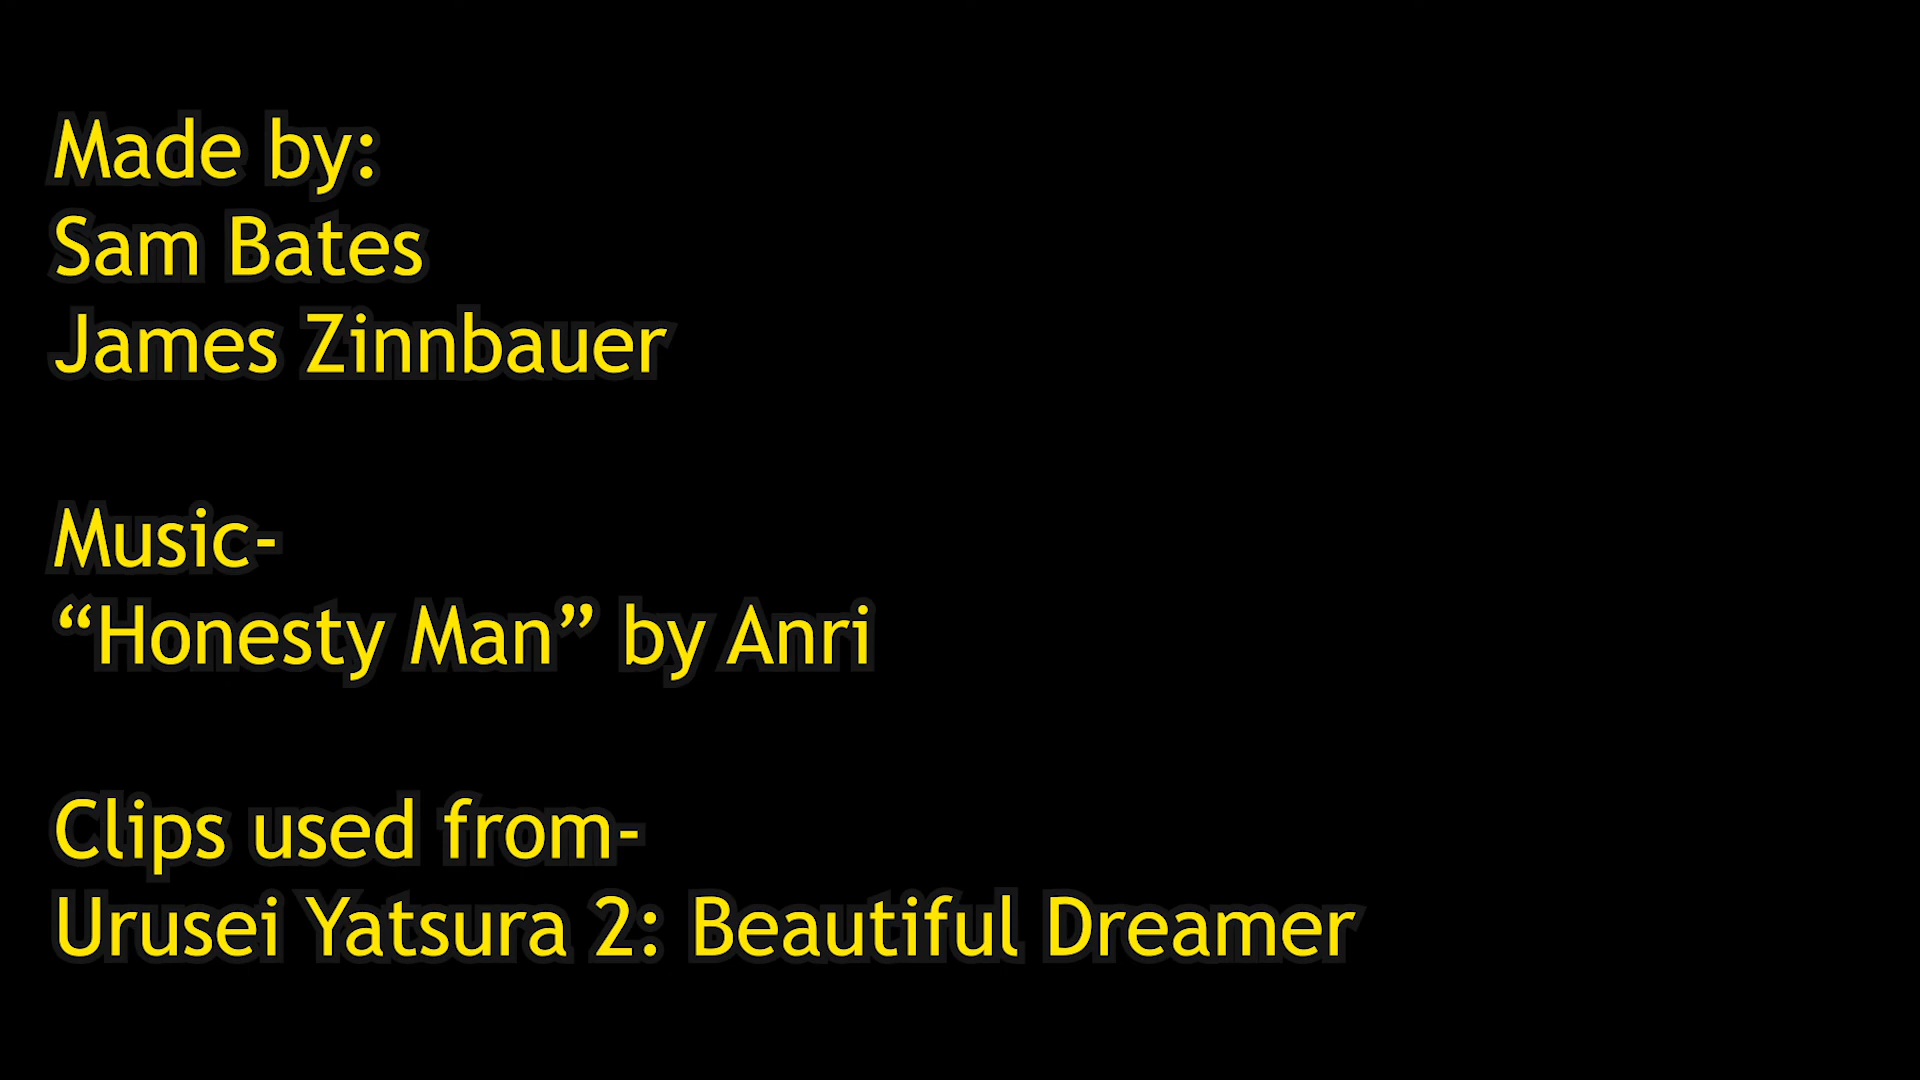 Made by:
Sam Bates
James Zinnbauer
Music-
“Honesty Man” by Anri
Clips used from-
Urusei Yatsura 2: Beautiful Dreamer